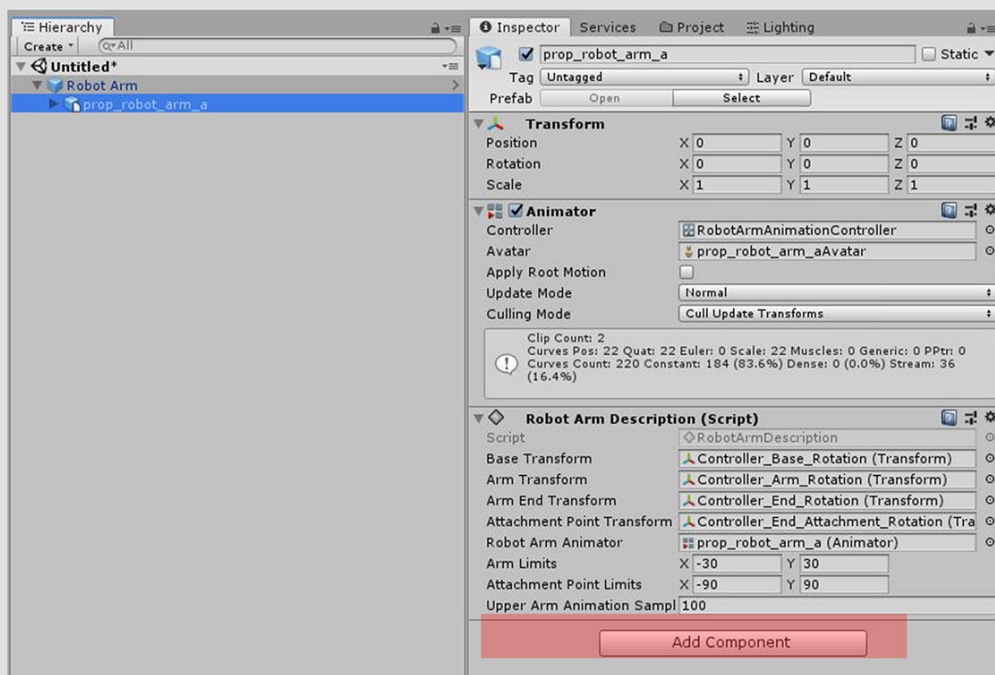 Hierarchy
Create
All
Untitled*
Robot Arm
prop_robot_arm_a
Inspector Services Project Lighting
prop_robot_arm_a Static
Tag Untagged Layer Default
Prefab Open Select
Transform
Position X 0 Y 0 Z 0
Rotation X 0 Y 0 Z 0
Scale X 1 Y 1 Z 1
Animator
Controller RobotArmAnimationController
Avatar prop_robot_arm_aAvatar
Apply Root Motion
Update Mode Normal
Culling Mode Cull Update Transforms
Clip Count: 2
Curves Pos: 22 Quat: 22 Euler: 0 Scale: 22 Muscles: 0 Generic: 0 PPtr: 0
Curves Count: 220 Constant: 184 (83.6%) Dense: 0 (0.0%) Stream: 36
(16.4%)
Robot Arm Description (Script)
Script RobotArmDescription
Base Transform Controller_Base_Rotation (Transform)
Arm Transform Controller_Arm_Rotation (Transform)
Arm End Transform Controller_End_Rotation (Transform)
Attachment Point Transform Controller_End_Attachment_Rotation (Tra
Robot Arm Animator prop_robot_arm_a (Animator)
Arm Limits X -30 Y 30
Attachment Point Limits X -90 Y 90
Upper Arm Animation Sampl 100
Add Component